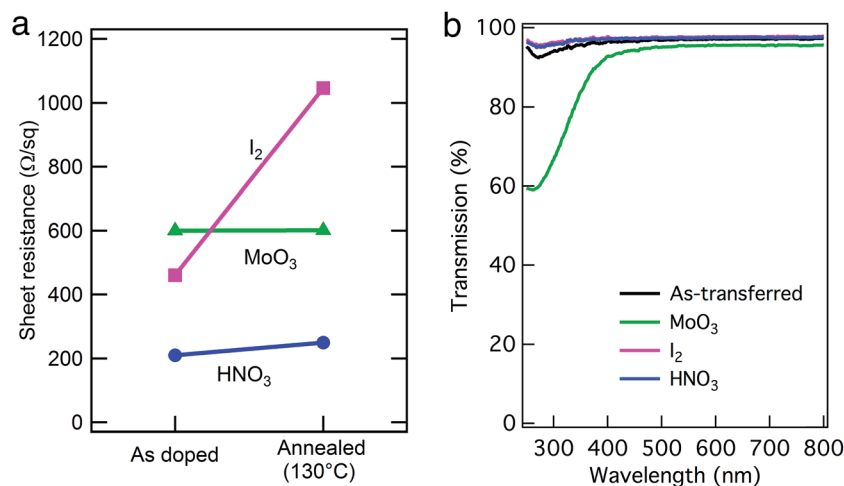 a
Sheet resistance (Ω/sq)
1200
1000
800
600
400
200
0
I₂
MoO₃
HNO₃
As doped
Annealed
(130°C)
b
Transmission (%)
100
80
60
40
20
0
As-transferred
MoO₃
I₂
HNO₃
300 400 500 600 700 800
Wavelength (nm)